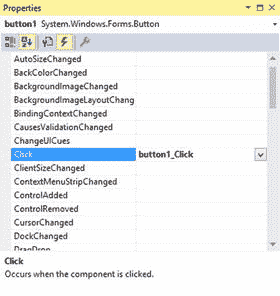 Properties
button1 System.Windows.Forms.Button
AutoSizeChanged
BackColorChanged
BackgroundImageChanged
BackgroundImageLayoutChang
BindingContextChanged
CausesValidationChanged
ChangeUICues
Click button1_Click
ClientSizeChanged
ContextMenuStripChanged
ControlAdded
ControlRemoved
CursorChanged
DockChanged
DragDrop
Click
Occurs when the component is clicked.